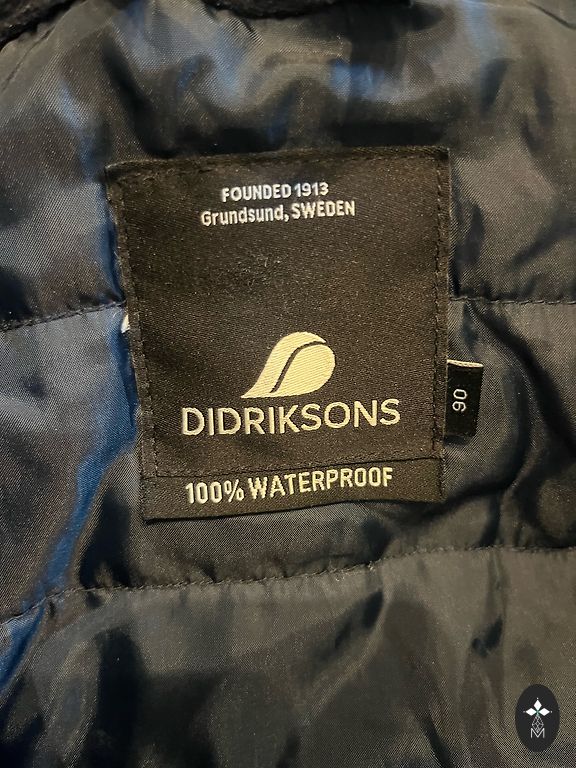 FOUNDED 1913
Grundsund, SWEDEN
DIDRIKSONS
90
100% WATERPROOF
M